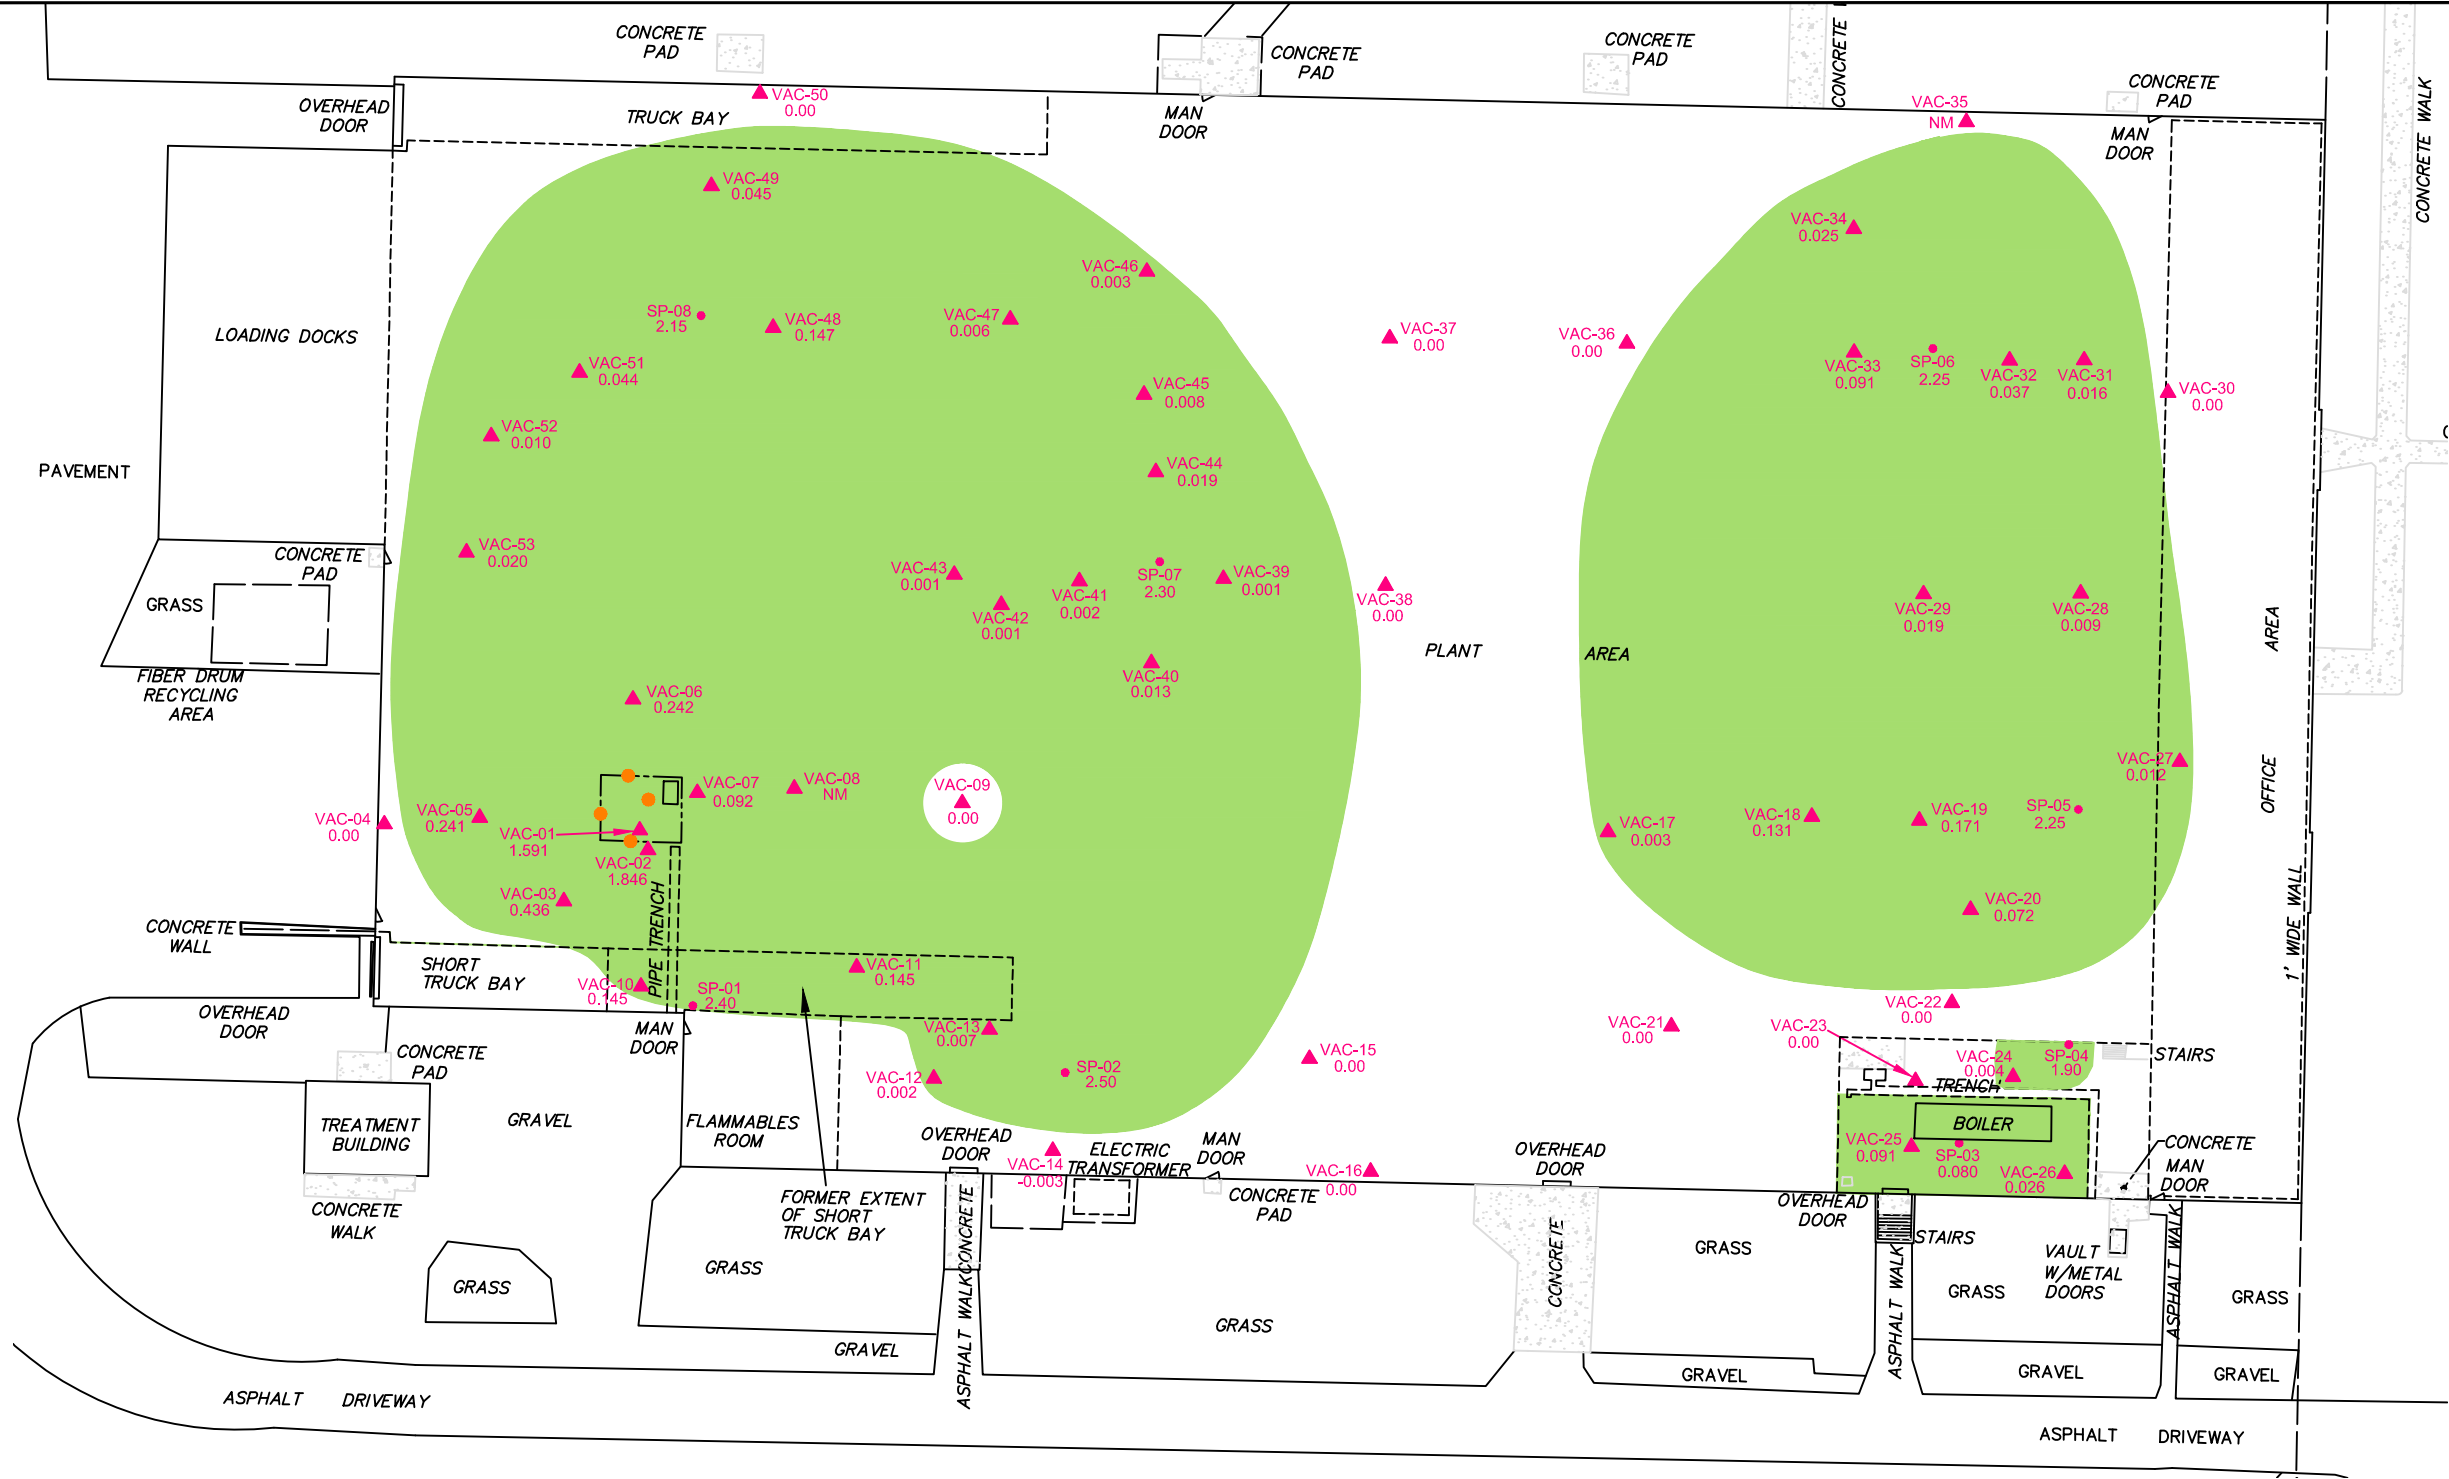 CONCRETE
PAD
CONCRETE
PAD
CONCRETE
PAD
CONCRETE
CONCRETE
PAD
CONCRETE WALK
OVERHEAD
DOOR
TRUCK BAY
VAC-50
0.00
MAN
DOOR
VAC-35
NM
MAN
DOOR
VAC-49
0.045
VAC-34
0.025
VAC-46
0.003
SP-08
2.15
VAC-48
0.147
VAC-47
0.006
VAC-37
0.00
VAC-36
0.00
LOADING DOCKS
VAC-51
0.044
VAC-45
0.008
VAC-33
0.091
SP-06
2.25
VAC-32
0.037
VAC-31
0.016
VAC-30
0.00
VAC-52
0.010
VAC-44
0.019
PAVEMENT
VAC-53
0.020
CONCRETE
PAD
VAC-43
0.001
VAC-42
0.001
VAC-41
0.002
SP-07
2.30
VAC-39
0.001
VAC-38
0.00
VAC-29
0.019
VAC-28
0.009
GRASS
FIBER DRUM
RECYCLING
AREA
VAC-40
0.013
PLANT
AREA
OFFICE AREA
VAC-06
0.242
VAC-07
0.092
VAC-08
NM
VAC-09
0.00
VAC-27
0.012
VAC-04
0.00
VAC-05
0.241
VAC-01
1.591
VAC-02
1.846
VAC-03
0.436
VAC-17
0.003
VAC-18
0.131
VAC-19
0.171
SP-05
2.25
VAC-20
0.072
PIPE TRENCH
1' WIDE WALL
CONCRETE
WALL
SHORT
TRUCK BAY
VAC-10
0.145
SP-01
2.40
VAC-11
0.145
OVERHEAD
DOOR
MAN
DOOR
VAC-13
0.007
VAC-12
0.002
SP-02
2.50
VAC-15
0.00
VAC-21
0.00
VAC-22
0.00
VAC-23
0.00
VAC-24
0.004
SP-04
1.90
STAIRS
TRENCH
CONCRETE
PAD
TREATMENT
BUILDING
GRAVEL
FLAMMABLES
ROOM
OVERHEAD
DOOR
VAC-14
-0.003
ELECTRIC
TRANSFORMER
MAN
DOOR
VAC-16
0.00
OVERHEAD
DOOR
BOILER
VAC-25
0.091
SP-03
0.080
VAC-26
0.026
CONCRETE
MAN
DOOR
CONCRETE
WALK
FORMER EXTENT
OF SHORT
TRUCK BAY
CONCRETE
PAD
OVERHEAD
DOOR
CONCRETE
CONCRETE
STAIRS
GRASS
GRASS
GRASS
GRASS
GRASS
VAULT
W/METAL
DOORS
GRASS
ASPHALT WALK
ASPHALT WALK
ASPHALT WALK
GRAVEL
GRAVEL
GRAVEL
GRAVEL
ASPHALT DRIVEWAY
ASPHALT DRIVEWAY